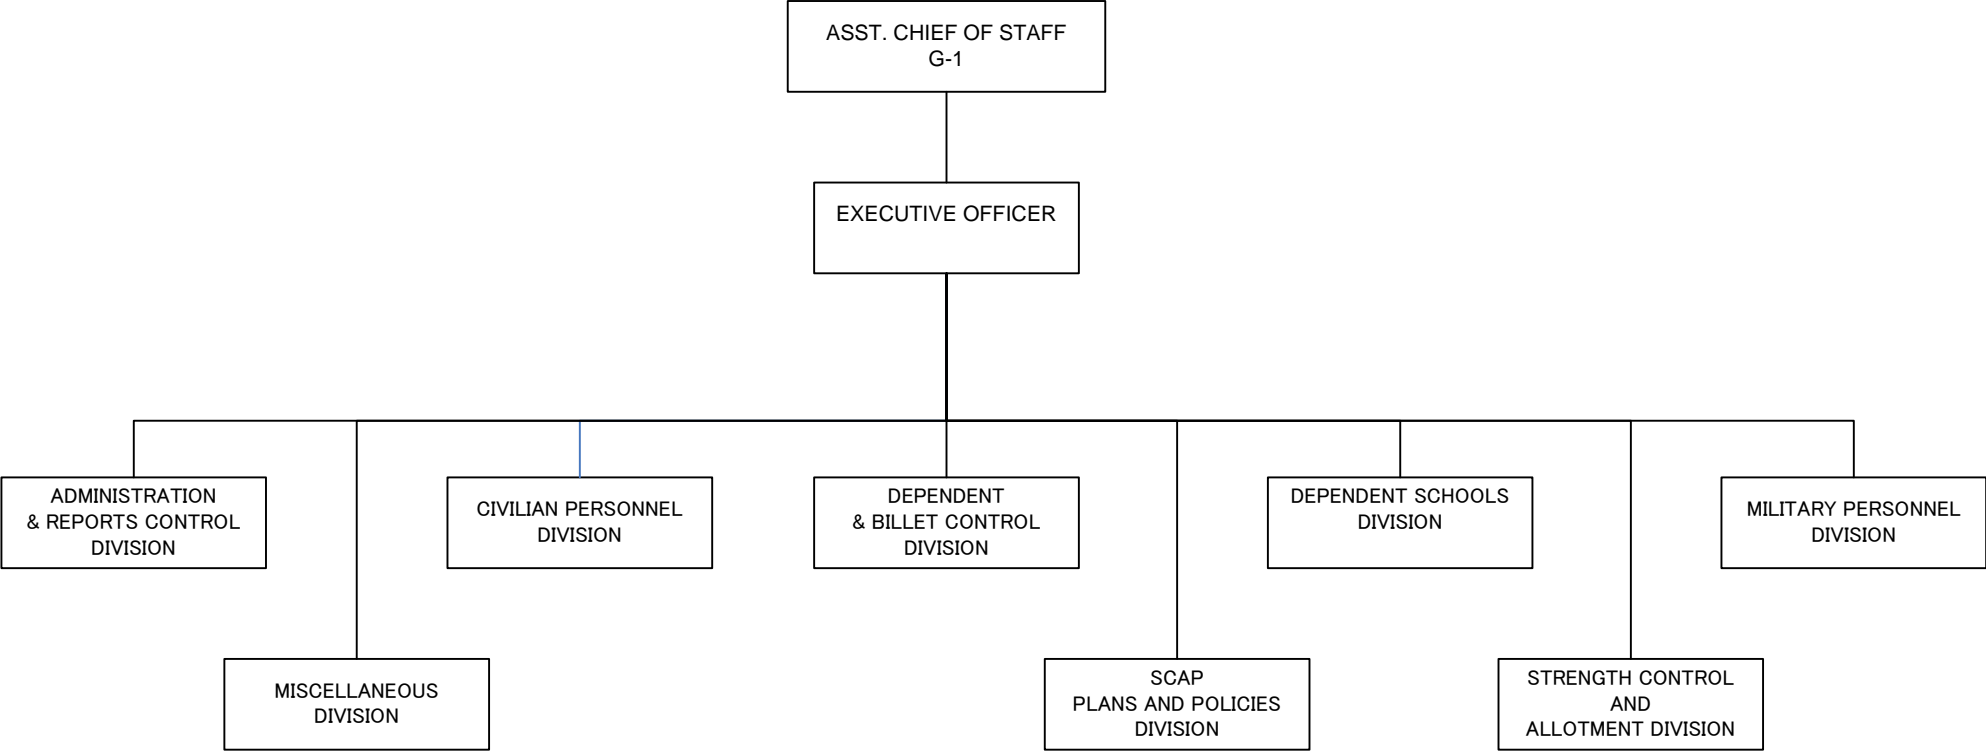 ASST. CHIEF OF STAFF
G-1
EXECUTIVE OFFICER
ADMINISTRATION
& REPORTS CONTROL
DIVISION
CIVILIAN PERSONNEL
DIVISION
DEPENDENT
& BILLET CONTROL
DIVISION
DEPENDENT SCHOOLS
DIVISION
MILITARY PERSONNEL
DIVISION
MISCELLANEOUS
DIVISION
SCAP
PLANS AND POLICIES
DIVISION
STRENGTH CONTROL
AND
ALLOTMENT DIVISION